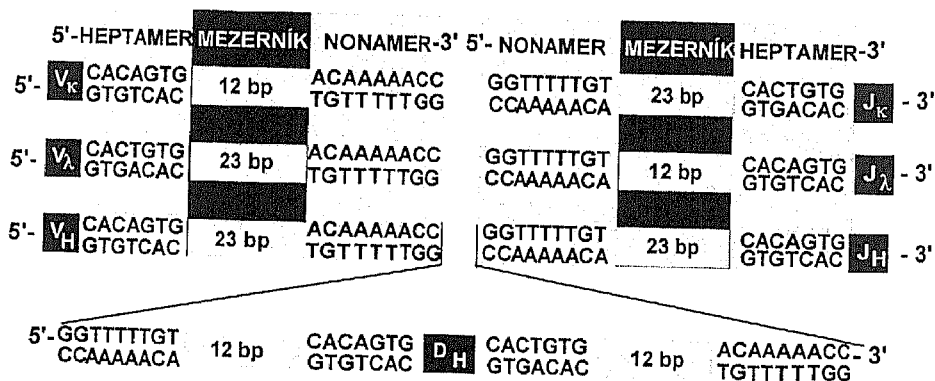 5'-HEPTAMER MEZERNÍK NONAMER-3' 5'- NONAMER MEZERNÍK HEPTAMER-3'
5'- Vκ CACAGTG 12 bp ACAAAAACC GGTTTTTGT 23 bp CACTGTG Jκ - 3'
GTGTCAC TGTTTTTGG CCAAAAACA GTGACAC
5'- Vλ CACTGTG 23 bp ACAAAAACC GGTTTTTGT 12 bp CACAGTG Jλ - 3'
GTGACAC TGTTTTTGG CCAAAAACA GTGTCAC
5'- VH CACAGTG 23 bp ACAAAAACC GGTTTTTGT 23 bp CACAGTG JH - 3'
GTGTCAC TGTTTTTGG CCAAAAACA GTGTCAC
5'-GGTTTTTGT 12 bp CACAGTG DH CACTGTG 12 bp ACAAAAACC- 3'
CCAAAAACA GTGTCAC GTGACAC TGTTTTTGG